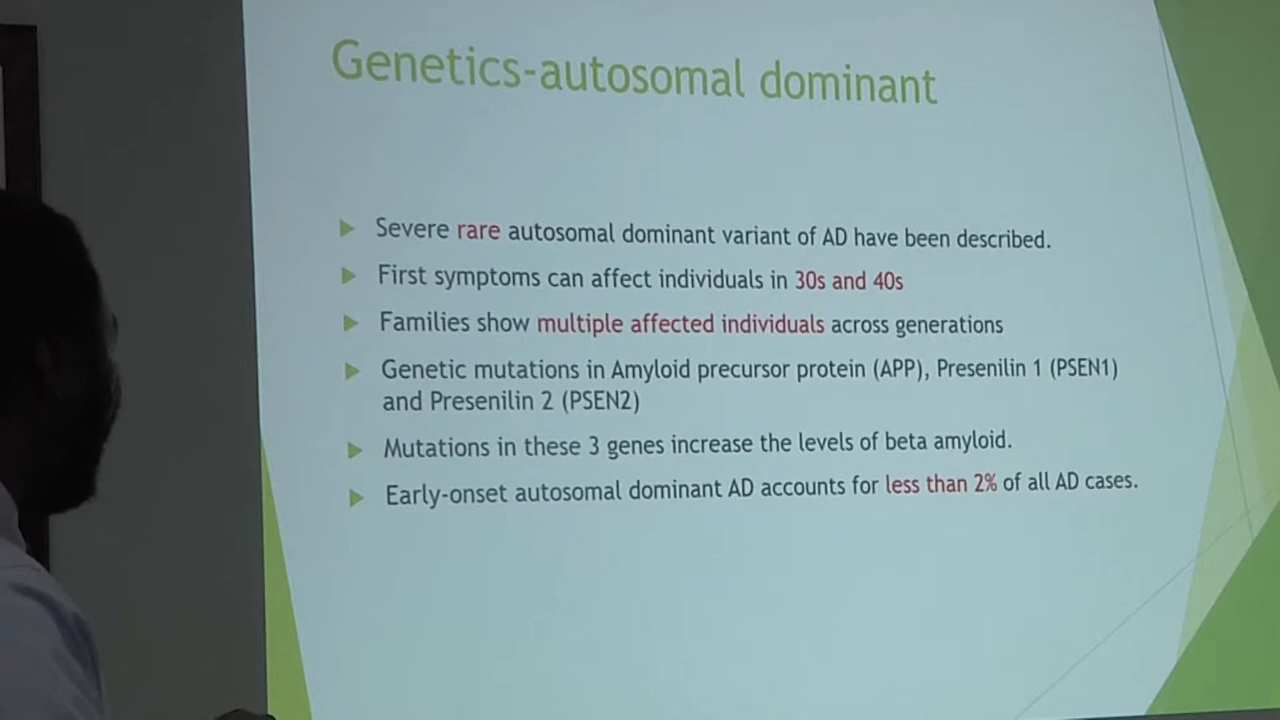 Genetics-autosomal dominant
Severe rare autosomal dominant variant of AD have been described.
First symptoms can affect individuals in 30s and 40s
Families show multiple affected individuals across generations
Genetic mutations in Amyloid precursor protein (APP), Presenilin 1 (PSEN1)
and Presenilin 2 (PSEN2)
Mutations in these 3 genes increase the levels of beta amyloid.
Early-onset autosomal dominant AD accounts for less than 2% of all AD cases.